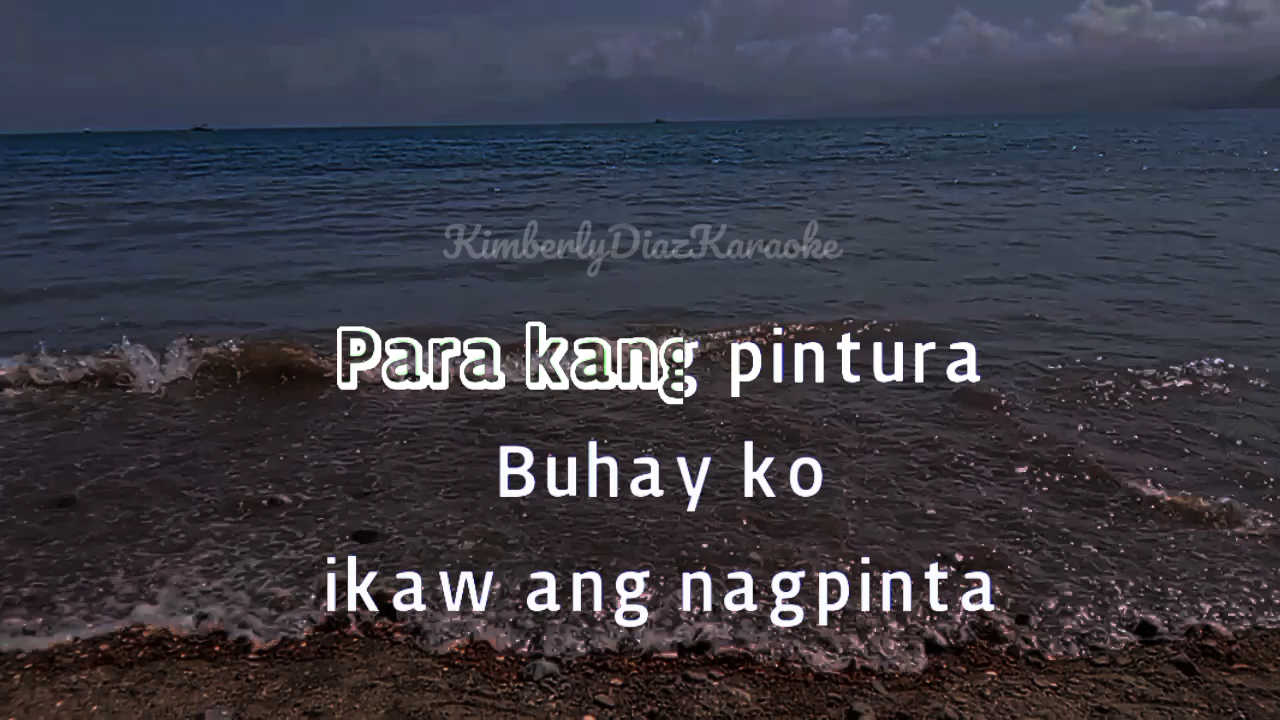 KimberlyDiazKaraoke
Para kang pintura
Buhay ko
ikaw ang nagpinta